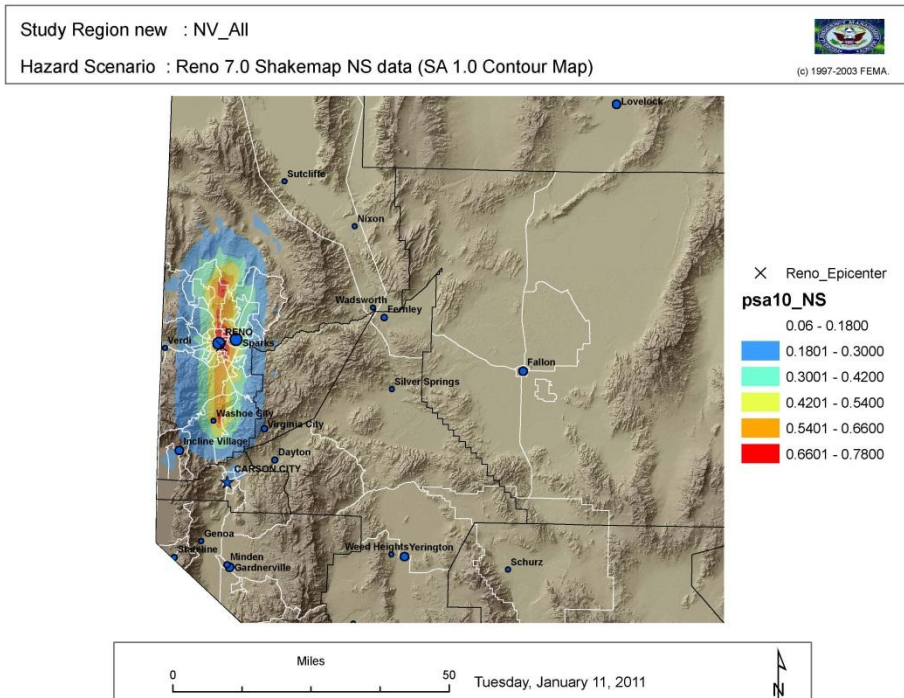 Study Region new : NV_All
Hazard Scenario : Reno 7.0 Shakemap NS data (SA 1.0 Contour Map)
(c) 1997-2003 FEMA.
Lovelock
Sutcliffe
Nixon
Wadsworth
Fernley
RENO
Verdi
Sparks
Fallon
Silver Springs
Washoe City
Virginia City
Incline Village
Dayton
CARSON CITY
Genoa
Stateline
Minden
Gardnerville
Weed Heights
Yerington
Schurz
Reno_Epicenter
psa10_NS
0.06 - 0.1800
0.1801 - 0.3000
0.3001 - 0.4200
0.4201 - 0.5400
0.5401 - 0.6600
0.6601 - 0.7800
Miles
0 50
Tuesday, January 11, 2011
N